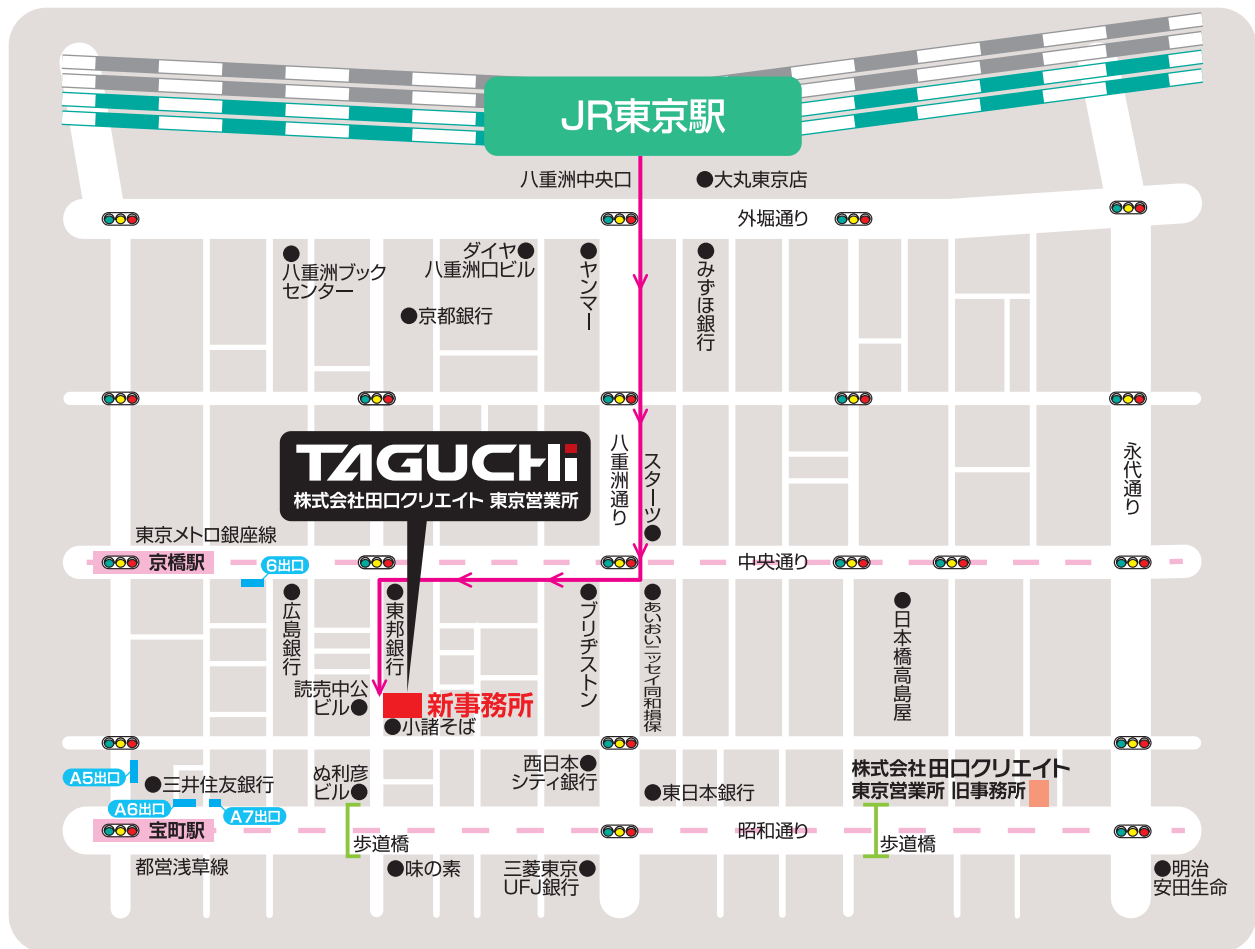 JR東京駅
八重洲中央口
大丸東京店
外堀通り
八重洲ブック
センター
ダイヤ
八重洲口ビル
ヤンマー
みずほ銀行
京都銀行
TAGUCHi
株式会社田口クリエイト 東京営業所
八重洲通り
スターツ
永代通り
東京メトロ銀座線
京橋駅
6出口
中央通り
広島銀行
東邦銀行
ブリヂストン
あいおいニッセイ同和損保
日本橋高島屋
読売中公
ビル
新事務所
小諸そば
A5出口
三井住友銀行
A6出口
A7出口
ぬ利彦
ビル
西日本
シティ銀行
東日本銀行
株式会社田口クリエイト
東京営業所 旧事務所
宝町駅
昭和通り
都営浅草線
歩道橋
歩道橋
味の素
三菱東京
UFJ銀行
明治
安田生命